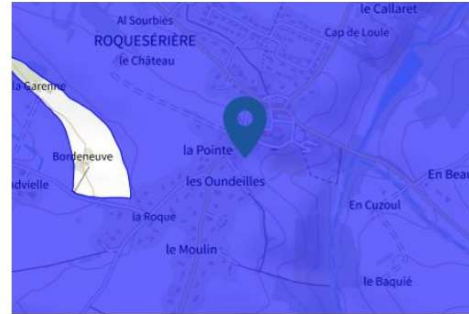 Al Sourbiès
le Callaret
ROQUESÉRIÈRE
Cap de Loule
le Château
la Garenne
la Pointe
Bordeneuve
En Beau
udvielle
les Oundeilles
En Cuzoul
la Roque
le Moulin
le Baquié